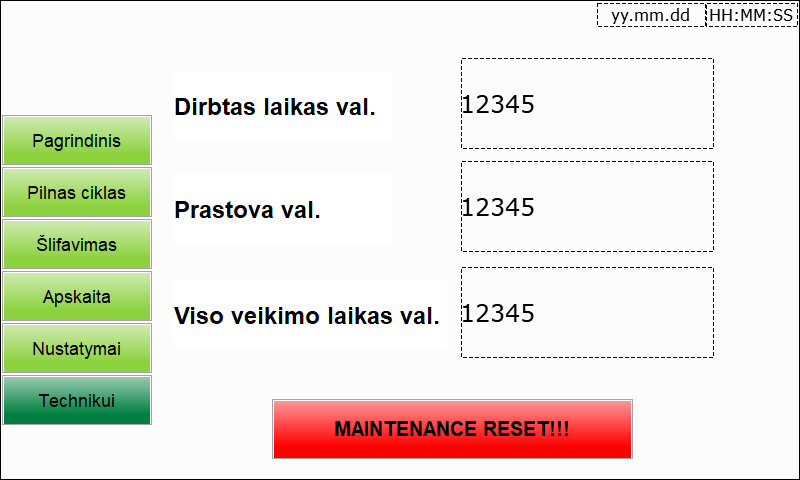 yy.mm.dd HH:MM:SS
Dirbtas laikas val. 12345
Pagrindinis
Pilnas ciklas
Prastova val. 12345
Šlifavimas
Apskaita
Viso veikimo laikas val. 12345
Nustatymai
Technikui
MAINTENANCE RESET!!!